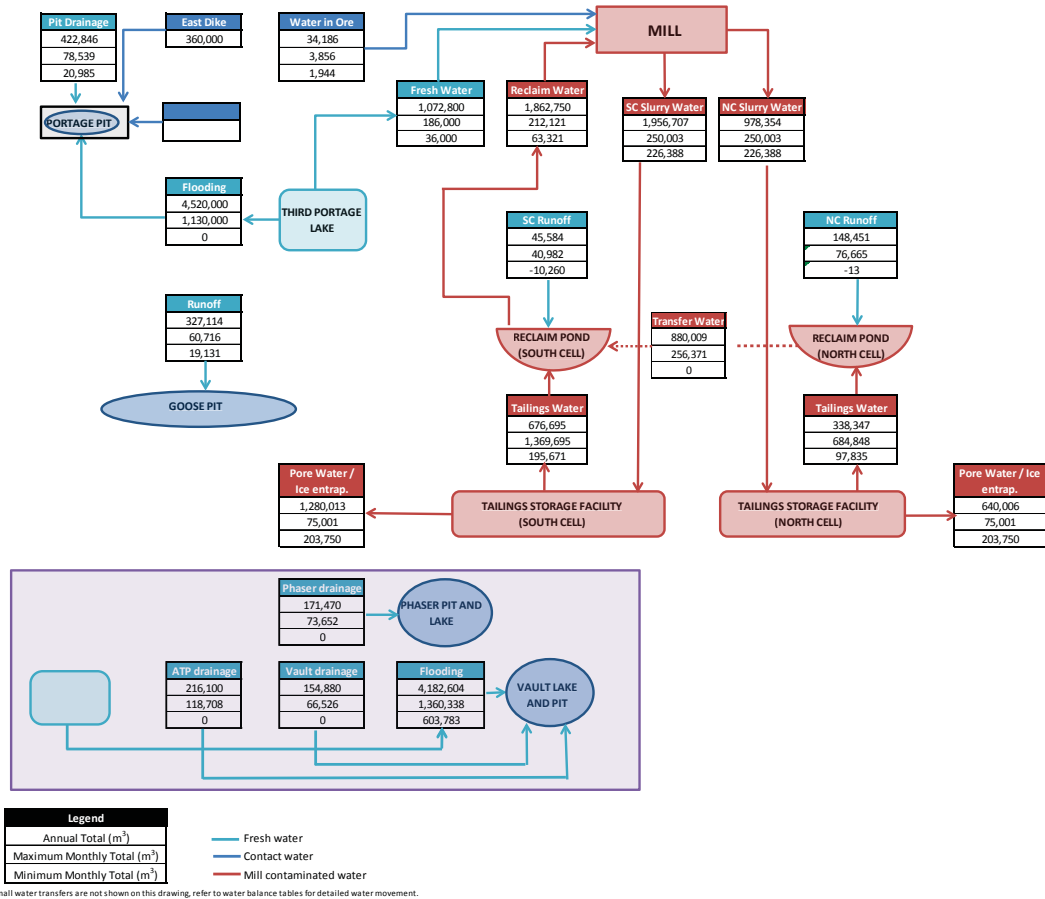 Pit Drainage
422,846
78,539
20,985
East Dike
360,000
Water in Ore
34,186
3,856
1,944
MILL
PORTAGE PIT
Fresh Water
1,072,800
186,000
36,000
Reclaim Water
1,862,750
212,121
63,321
SC Slurry Water
1,956,707
250,003
226,388
NC Slurry Water
978,354
250,003
226,388
Flooding
4,520,000
1,130,000
0
THIRD PORTAGE
LAKE
SC Runoff
45,584
40,982
-10,260
NC Runoff
148,451
76,665
-13
Runoff
327,114
60,716
19,131
GOOSE PIT
RECLAIM POND
(SOUTH CELL)
Transfer Water
880,009
256,371
0
RECLAIM POND
(NORTH CELL)
Tailings Water
676,695
1,369,695
195,671
Tailings Water
338,347
684,848
97,835
Pore Water /
Ice entrap.
1,280,013
75,001
203,750
TAILINGS STORAGE FACILITY
(SOUTH CELL)
TAILINGS STORAGE FACILITY
(NORTH CELL)
Pore Water / Ice
entrap.
640,006
75,001
203,750
Phaser drainage
171,470
73,652
0
PHASER PIT AND
LAKE
ATP drainage
216,100
118,708
0
Vault drainage
154,880
66,526
0
Flooding
4,182,604
1,360,338
603,783
VAULT LAKE
AND PIT
Legend
Annual Total (m³)
Maximum Monthly Total (m³)
Minimum Monthly Total (m³)
Fresh water
Contact water
Mill contaminated water
mall water transfers are not shown on this drawing, refer to water balance tables for detailed water movement.